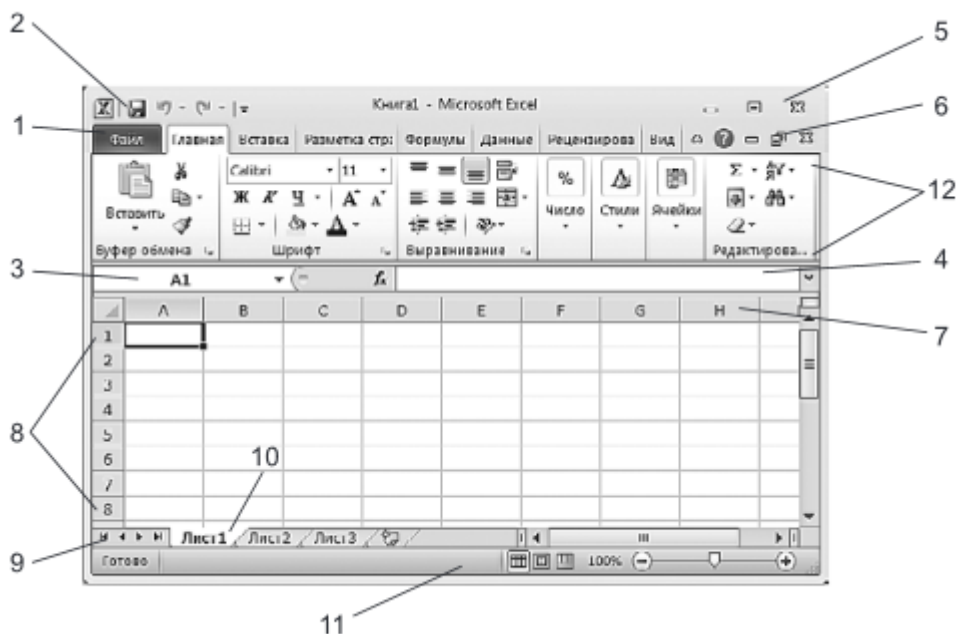 2
5
Книга1 - Microsoft Excel
6
1
Файл Главная Вставка Разметка стра Формулы Данные Рецензирова Вид
Calibri 11
12
Вставить
Ж К Ч А А
% Число Стили Ячейки
Σ
Буфер обмена Шрифт Выравнивание Редактирова...
3
A1 fx
4
A B C D E F G H
7
1
2
3
4
8
5
6
10
7
8
Лист1 Лист2 Лист3
9
Готово 100%
11